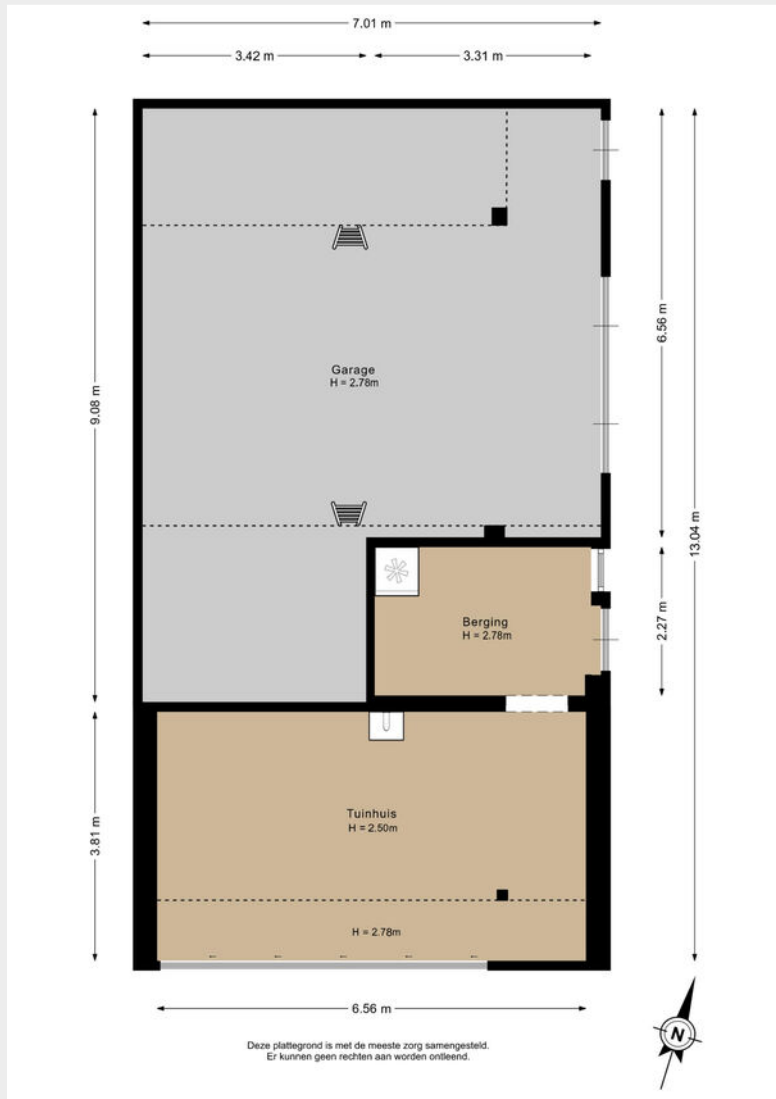 7.01 m
3.42 m
3.31 m
9.08 m
6.56 m
13.04 m
Garage
H = 2.78m
2.27 m
Berging
H = 2.78m
3.81 m
Tuinhuis
H = 2.50m
H = 2.78m
6.56 m
N
Deze plattegrond is met de meeste zorg samengesteld.
Er kunnen geen rechten aan worden ontleend.